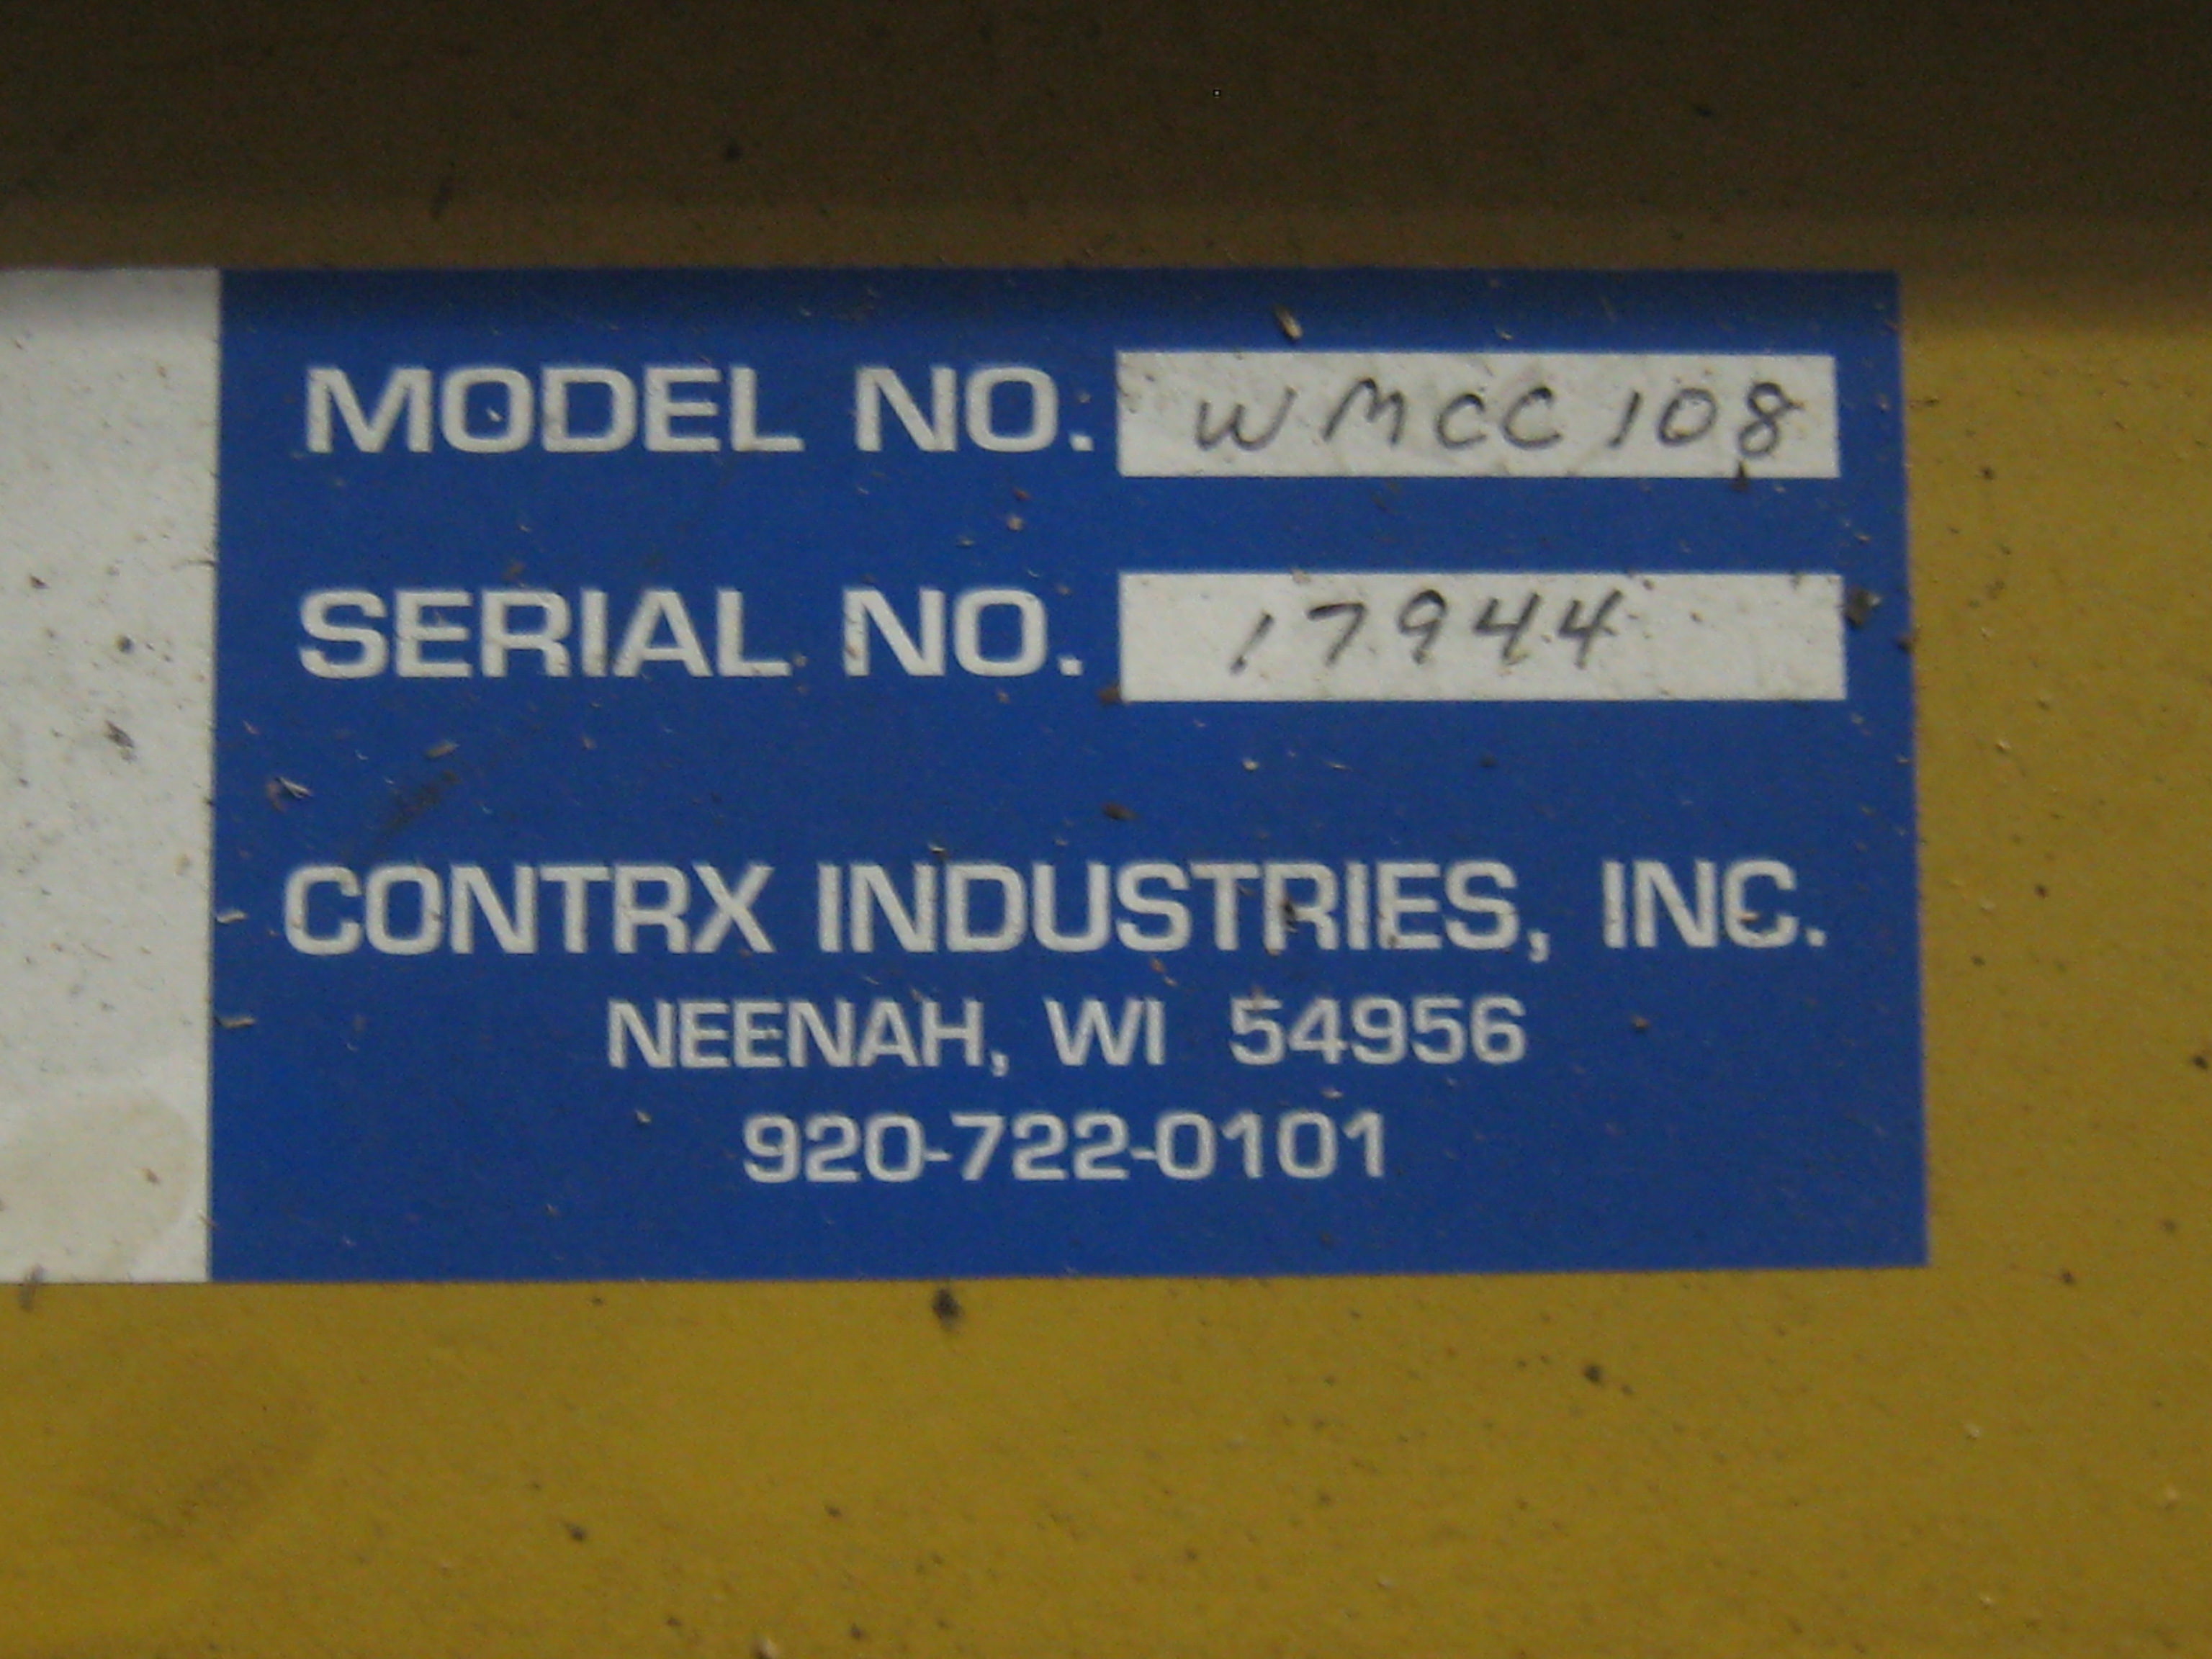 MODEL NO. WMCC108
SERIAL NO. 17944
CONTRX INDUSTRIES, INC.
NEENAH, WI 54956
920-722-0101